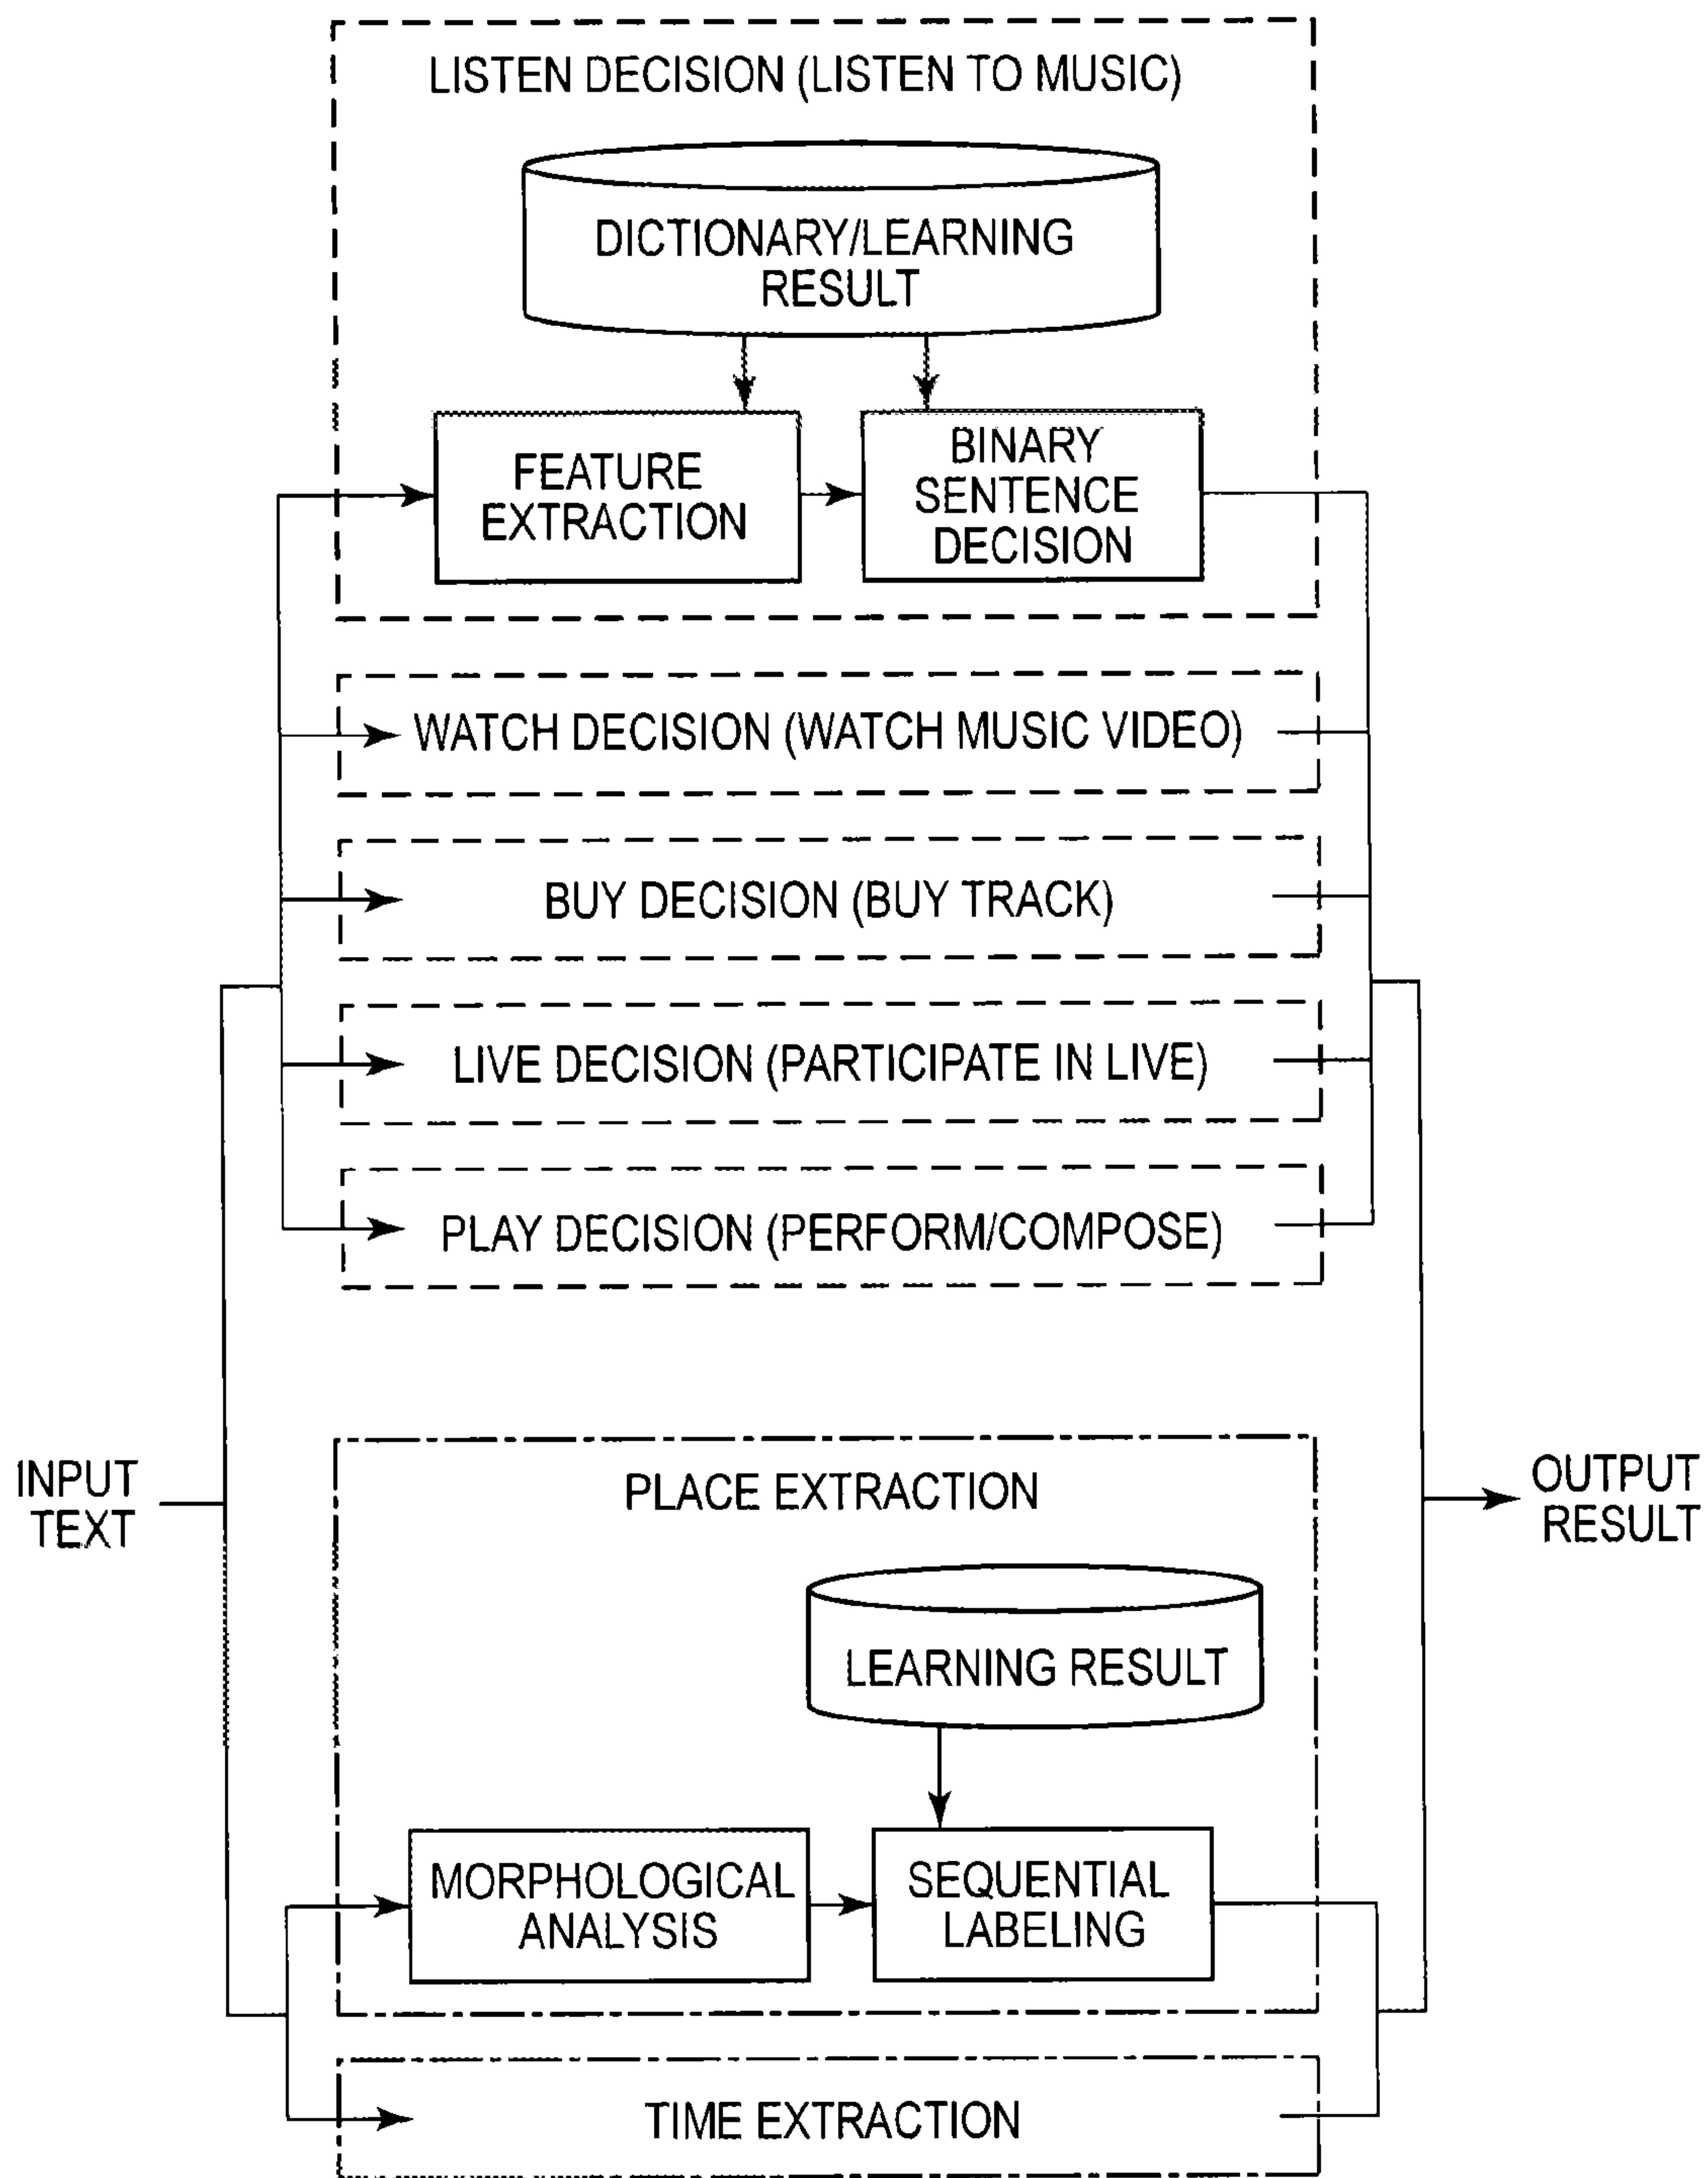 LISTEN DECISION (LISTEN TO MUSIC)
DICTIONARY/LEARNING
RESULT
FEATURE
EXTRACTION
BINARY
SENTENCE
DECISION
WATCH DECISION (WATCH MUSIC VIDEO)
BUY DECISION (BUY TRACK)
LIVE DECISION (PARTICIPATE IN LIVE)
PLAY DECISION (PERFORM/COMPOSE)
INPUT
TEXT
PLACE EXTRACTION
OUTPUT
RESULT
LEARNING RESULT
MORPHOLOGICAL
ANALYSIS
SEQUENTIAL
LABELING
TIME EXTRACTION